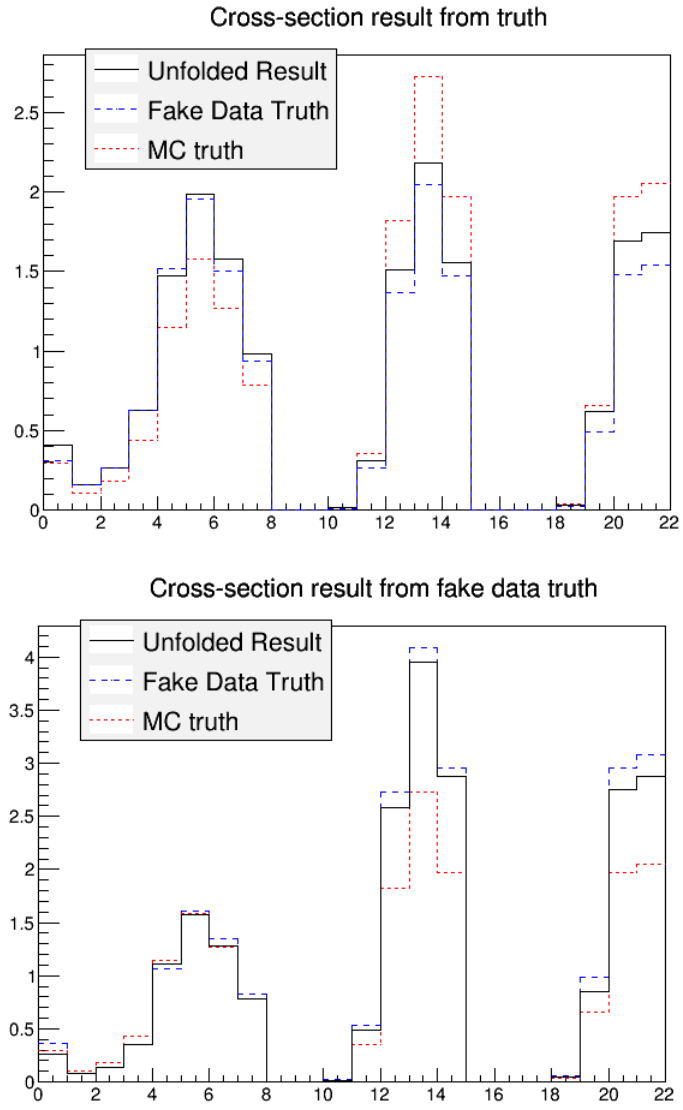 Cross-section result from truth
Unfolded Result
Fake Data Truth
MC truth
2.5
2
1.5
1
0.5
0
0 2 4 6 8 10 12 14 16 18 20 22
Cross-section result from fake data truth
Unfolded Result
Fake Data Truth
MC truth
4
3.5
3
2.5
2
1.5
1
0.5
0
0 2 4 6 8 10 12 14 16 18 20 22